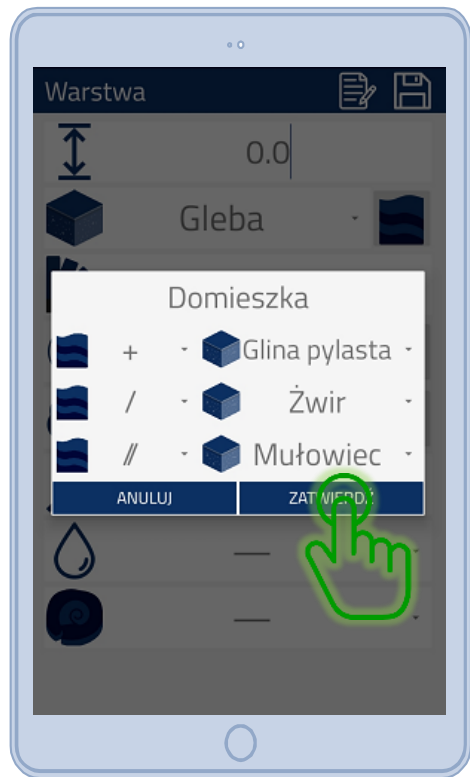 Warstwa
0.0
Gleba
Domieszka
+ Glina pylasta
/ Żwir
// Mułowiec
ANULUJ ZATWIERDŹ
—
—